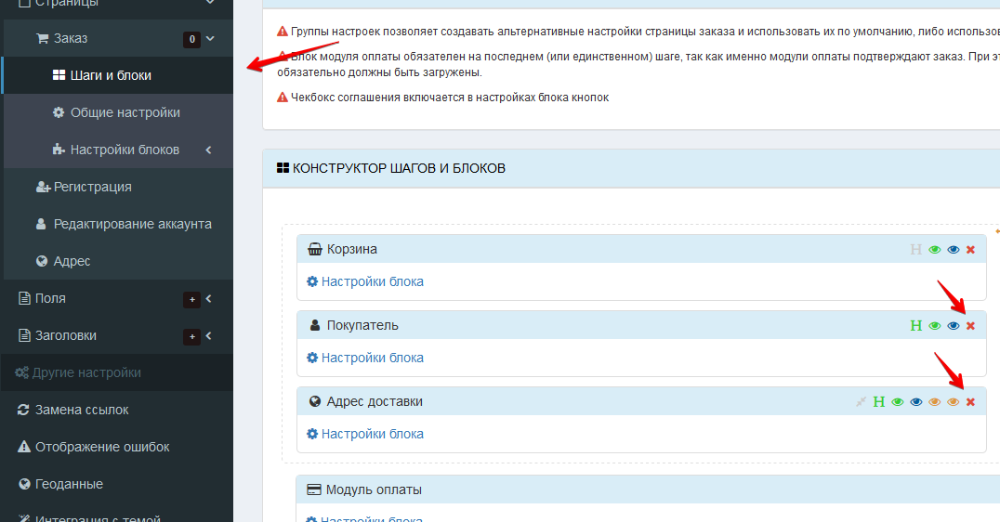 Страницы
Заказ 0
Шаги и блоки
Общие настройки
Настройки блоков
Регистрация
Редактирование аккаунта
Адрес
Поля +
Заголовки +
Другие настройки
Замена ссылок
Отображение ошибок
Геоданные
Интеграция с темой
Группы настроек позволяет создавать альтернативные настройки страницы заказа и использовать их по умолчанию, либо использов
Блок модуля оплаты обязателен на последнем (или единственном) шаге, так как именно модули оплаты подтверждают заказ. При эт
обязательно должны быть загружены.
Чекбокс соглашения включается в настройках блока кнопок
КОНСТРУКТОР ШАГОВ И БЛОКОВ
Корзина H
Настройки блока
Покупатель H
Настройки блока
Адрес доставки H
Настройки блока
Модуль оплаты
Настройки блока